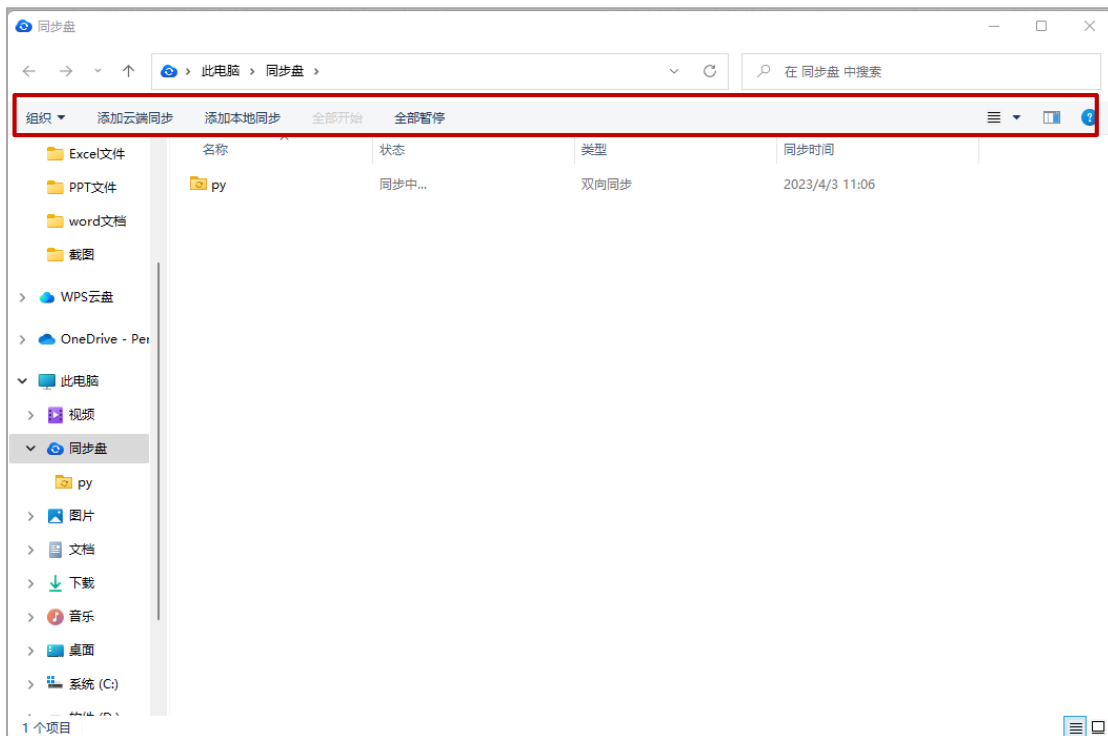 同步盘
此电脑 › 同步盘 ›
在 同步盘 中搜索
组织 添加云端同步 添加本地同步 全部开始 全部暂停
名称 状态 类型 同步时间
py 同步中... 双向同步 2023/4/3 11:06
Excel文件
PPT文件
word文档
截图
WPS云盘
OneDrive - Per
此电脑
视频
同步盘
py
图片
文档
下载
音乐
桌面
系统 (C:)
1 个项目